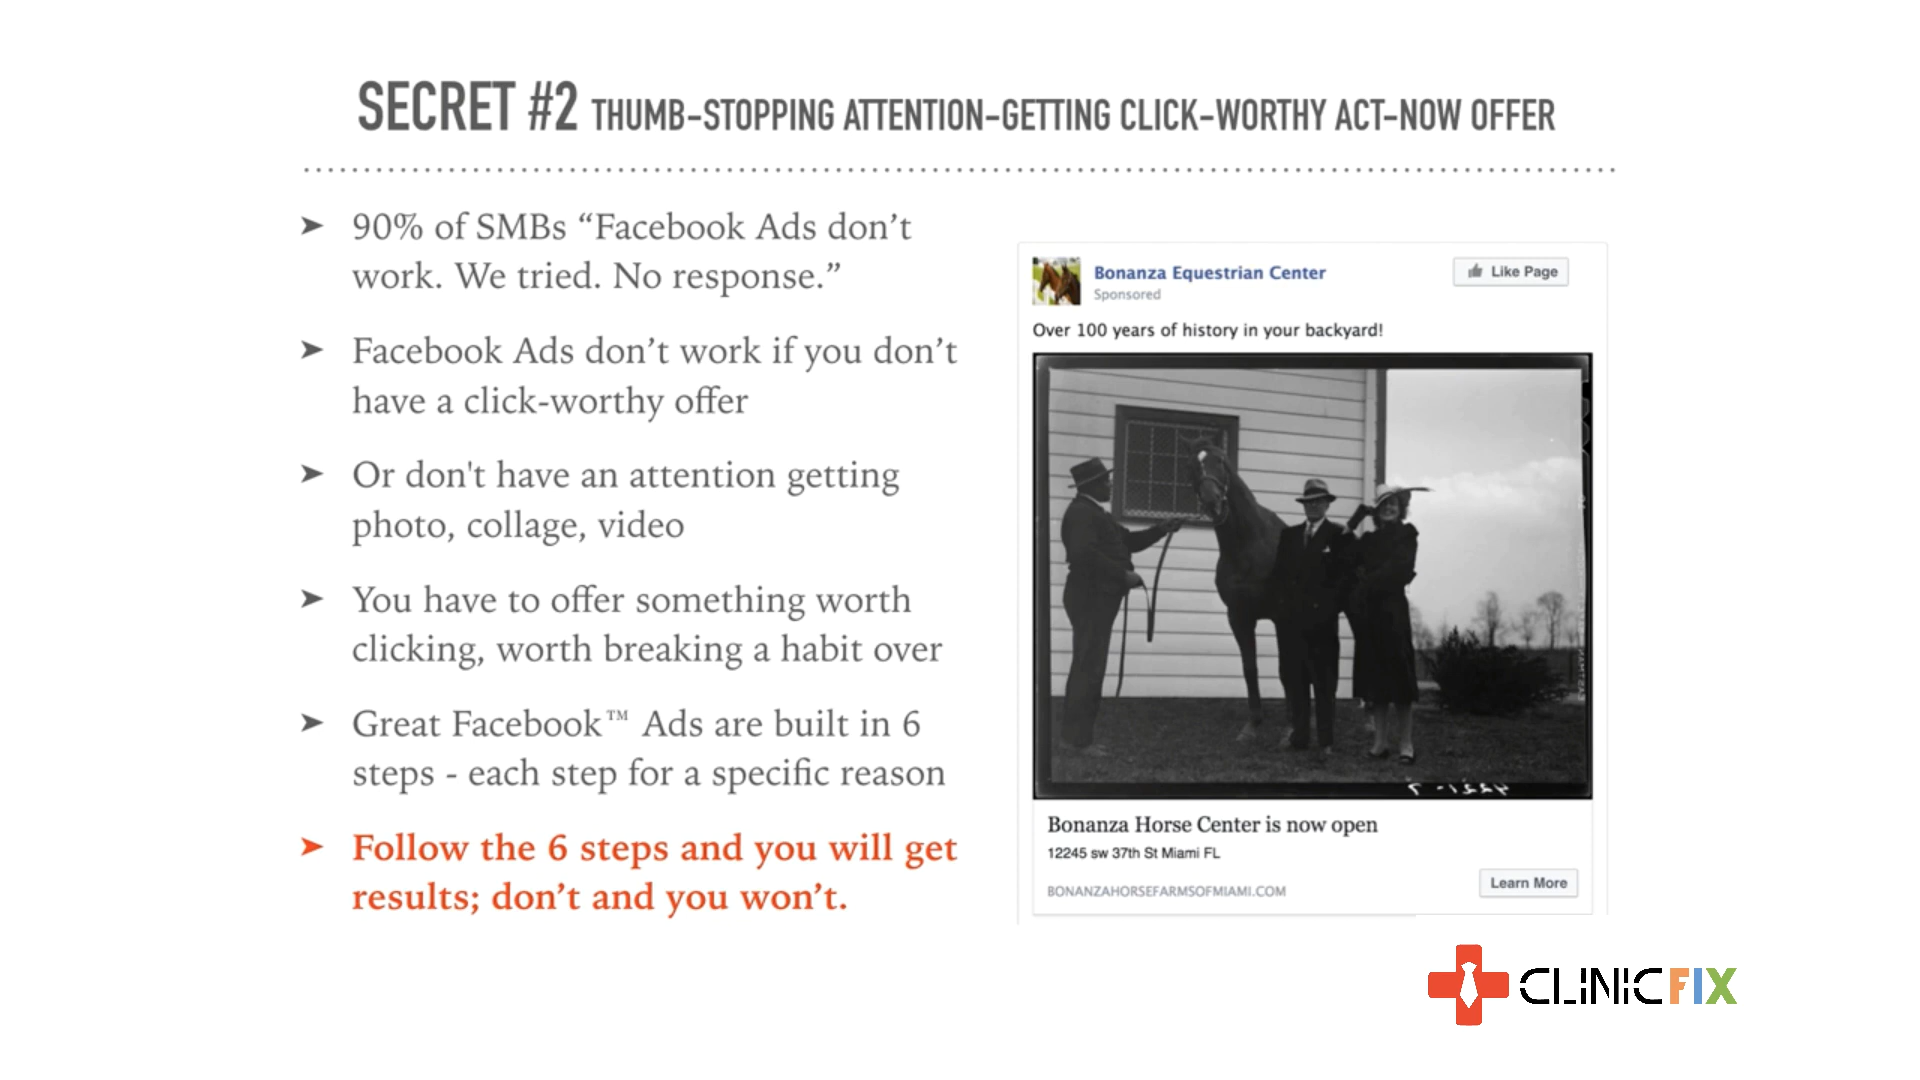 SECRET #2 THUMB-STOPPING ATTENTION-GETTING CLICK-WORTHY ACT-NOW OFFER
➤ 90% of SMBs “Facebook Ads don’t
work. We tried. No response.”
➤ Facebook Ads don’t work if you don’t
have a click-worthy offer
➤ Or don't have an attention getting
photo, collage, video
➤ You have to offer something worth
clicking, worth breaking a habit over
➤ Great Facebook™ Ads are built in 6
steps - each step for a specific reason
➤ Follow the 6 steps and you will get
results; don’t and you won’t.
Bonanza Equestrian Center
Like Page
Sponsored
Over 100 years of history in your backyard!
Bonanza Horse Center is now open
12245 sw 37th St Miami FL
BONANZAHORSEFARMSOFMIAMI.COM
Learn More
CLINICFIX